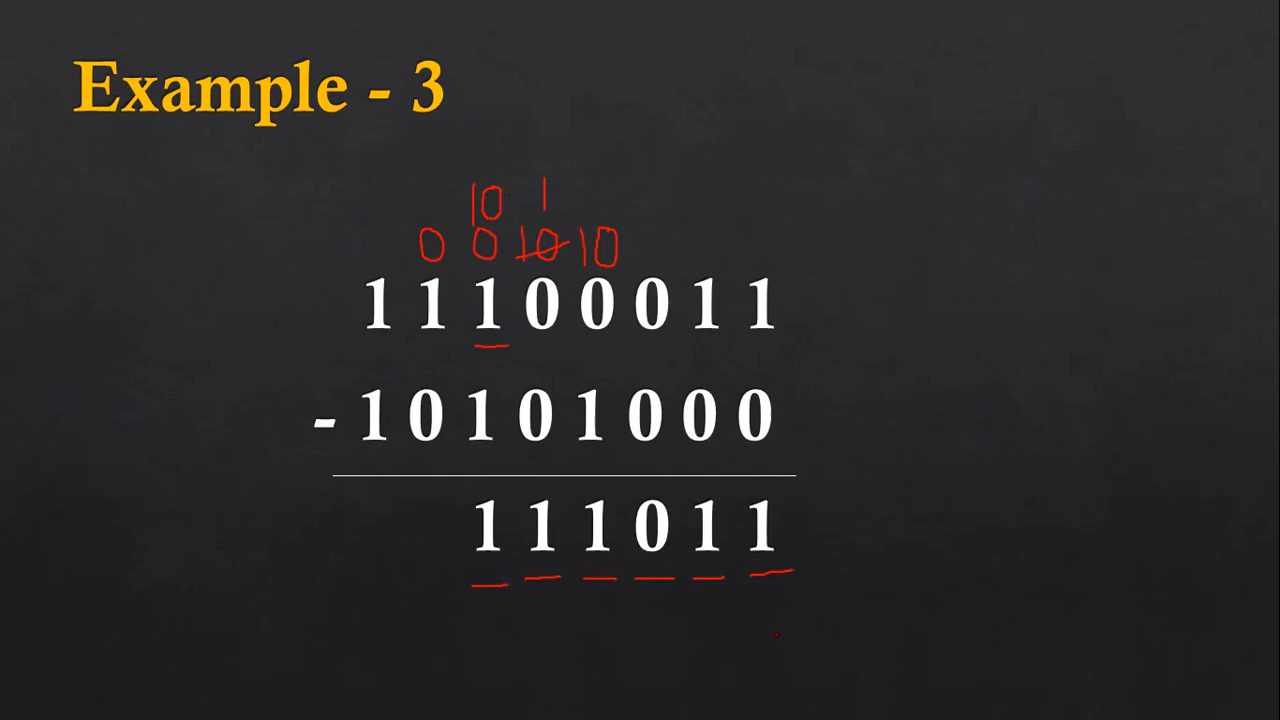 Example - 3
10 1
0 0 10 10
1 1 1 0 0 0 1 1
- 1 0 1 0 1 0 0 0
1 1 1 0 1 1